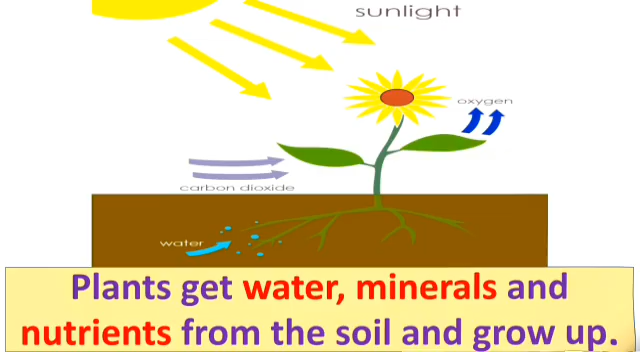 sunlight
oxygen
carbon dioxide
water
Plants get water, minerals and
nutrients from the soil and grow up.